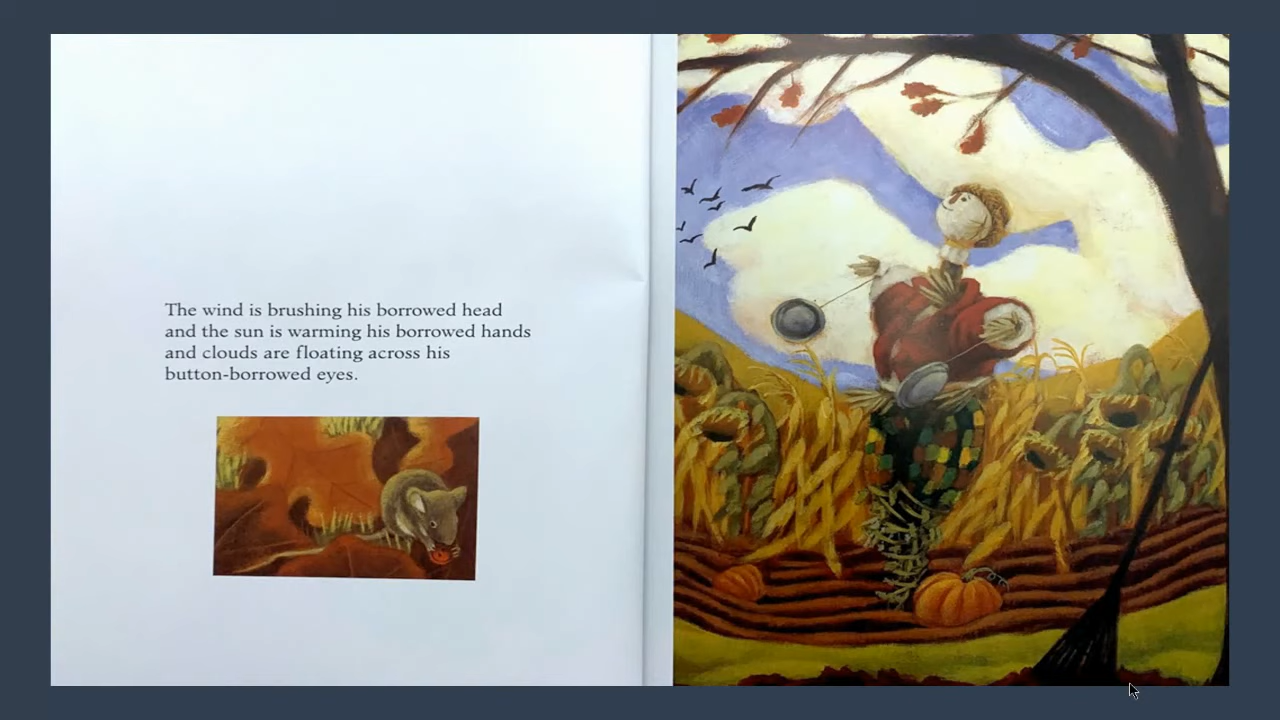 The wind is brushing his borrowed head
and the sun is warming his borrowed hands
and clouds are floating across his
button-borrowed eyes.